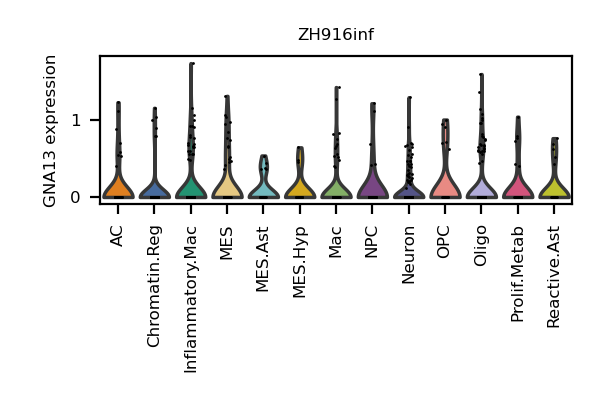 ZH916inf
GNA13 expression
1
0
AC
Chromatin.Reg
Inflammatory.Mac
MES
MES.Ast
MES.Hyp
Mac
NPC
Neuron
OPC
Oligo
Prolif.Metab
Reactive.Ast